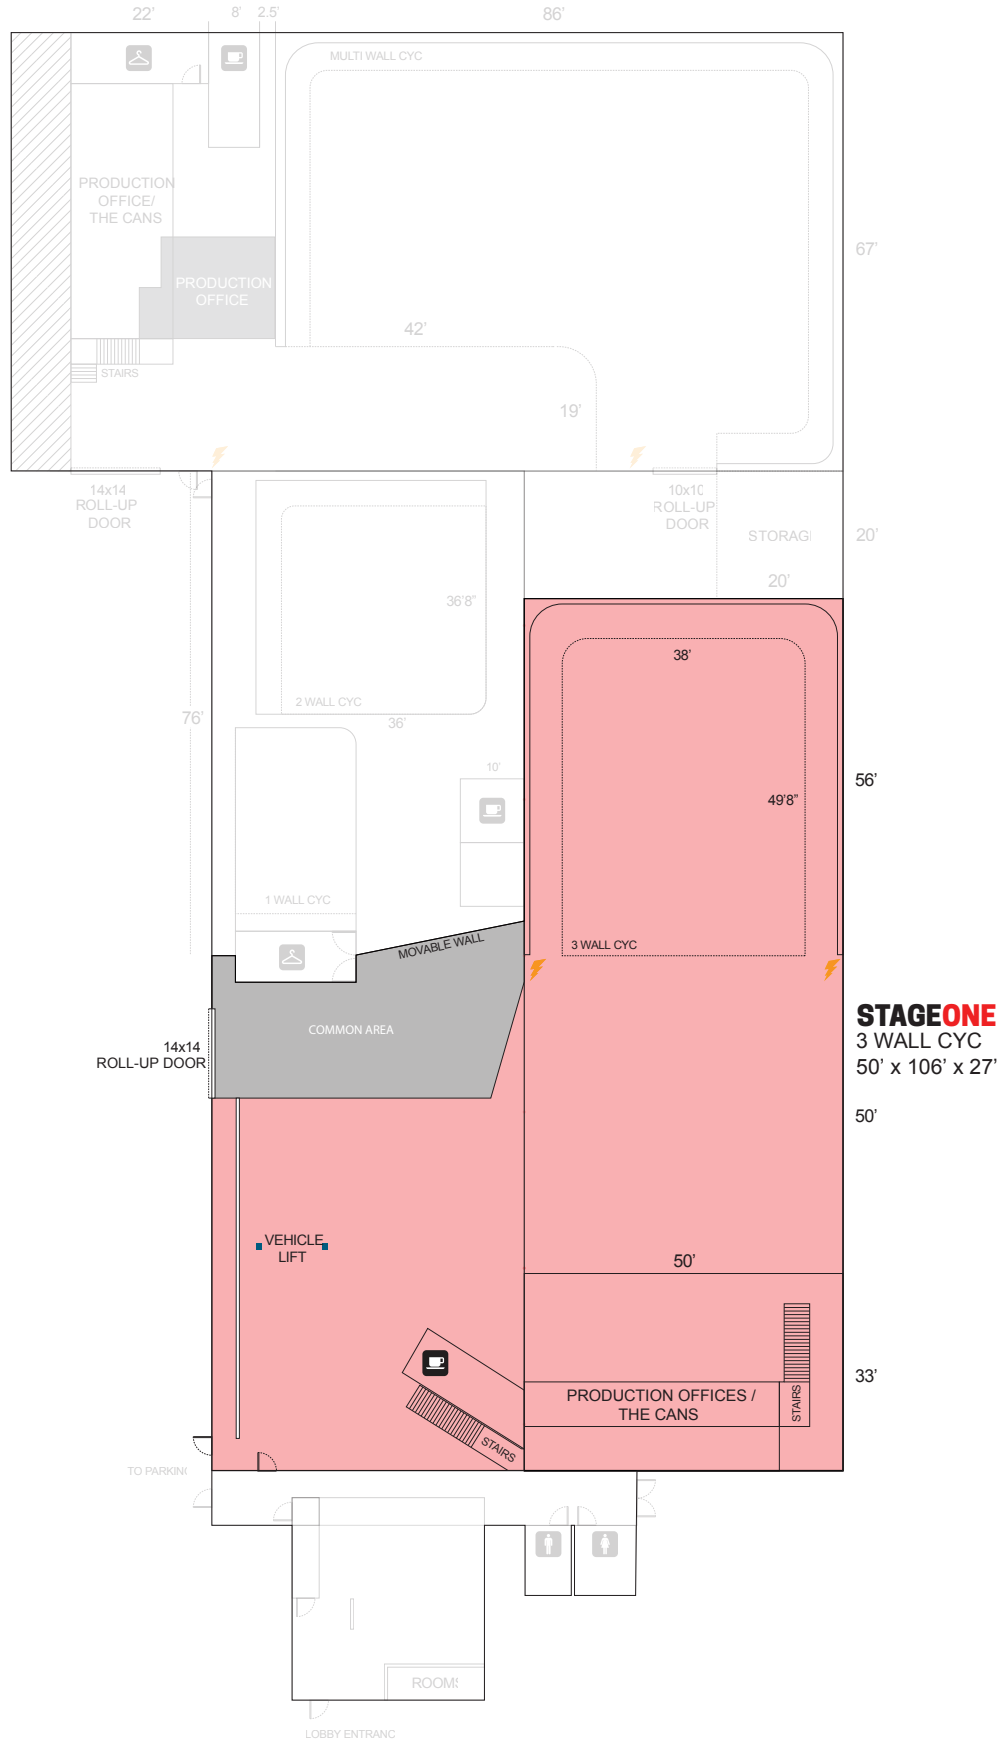 22’
8’
2.5’
86’
MULTI WALL CYC
PRODUCTION
OFFICE/
THE CANS
67’
PRODUCTION
OFFICE
42’
STAIRS
19’
14x14
ROLL-UP
DOOR
10x10
ROLL-UP
DOOR
STORAG
20’
20’
36’8”
38’
2 WALL CYC
36’
76’
10’
56’
49’8”
1 WALL CYC
MOVABLE WALL
3 WALL CYC
COMMON AREA
14x14
ROLL-UP DOOR
STAGEONE
3 WALL CYC
50’ x 106’ x 27’
50’
VEHICLE
LIFT
50’
33’
PRODUCTION OFFICES /
THE CANS
STAIRS
STAIRS
TO PARKING
ROOMS
LOBBY ENTRANC